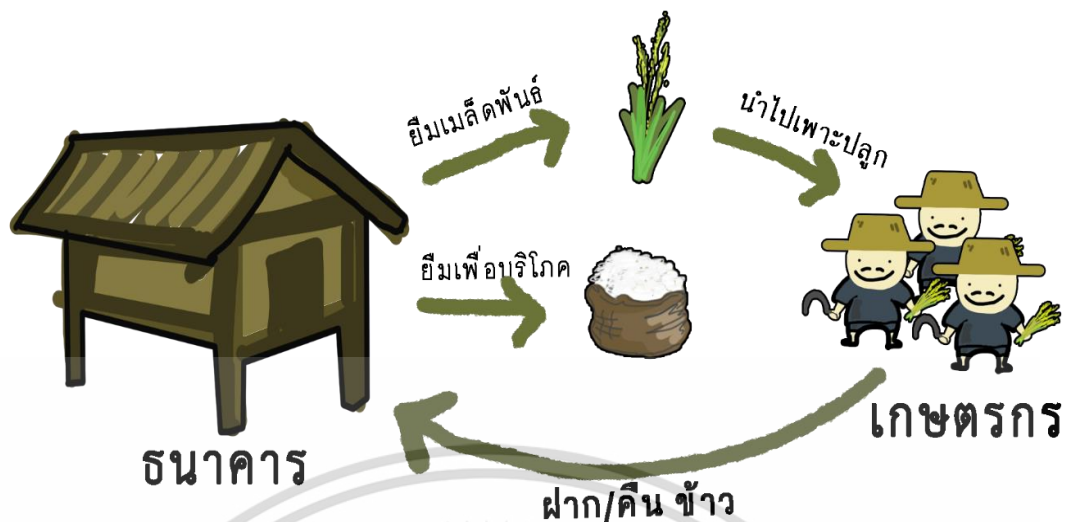 ยืมเมล็ดพันธุ์
นำไปเพาะปลูก
ยืมเพื่อบริโภค
เกษตรกร
ธนาคาร
ฝาก/คืน ข้าว